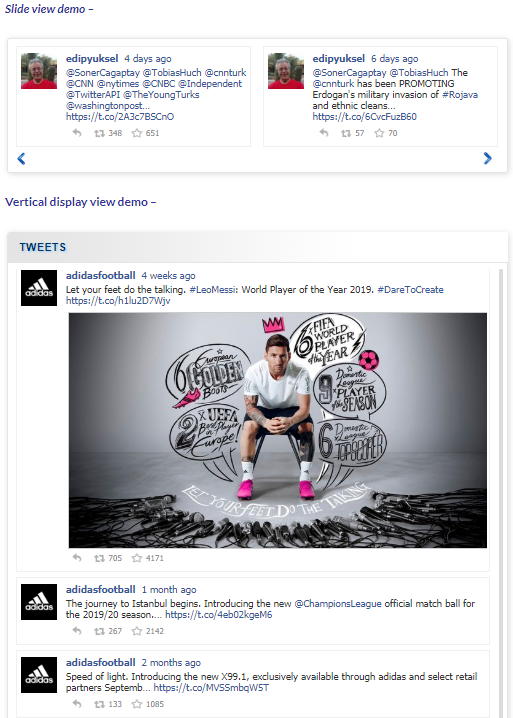 Slide view demo –
edipyuksel 4 days ago
@SonerCagaptay @TobiasHuch @cnnturk
@CNN @nytimes @CNBC @Independent
@TwitterAPI @TheYoungTurks
@washingtonpost...
https://t.co/2A3c7BSCnO
348 651
edipyuksel 6 days ago
@SonerCagaptay @TobiasHuch The
@cnnturk has been PROMOTING
Erdogan's military invasion of #Rojava
and ethnic cleans...
https://t.co/6CvcFuzB60
57 70
Vertical display view demo –
TWEETS
adidas
adidasfootball 4 weeks ago
Let your feet do the talking. #LeoMessi: World Player of the Year 2019. #DareToCreate
https://t.co/h1lu2D7Wjv
6 European
GOLDEN
BOOTS
2x UEFA
Best Player
in
Europe!
6x FIFA
WORLD
PLAYER
of the YEAR
9x Domestic
League
PLAYER
of the SEASON
6 Domestic
League
TOPSCORER
LET YOUR FEET DO THE TALKING
705 4171
adidas
adidasfootball 1 month ago
The journey to Istanbul begins. Introducing the new @ChampionsLeague official match ball for
the 2019/20 season.... https://t.co/4eb02kgeM6
267 2142
adidas
adidasfootball 2 months ago
Speed of light. Introducing the new X99.1, exclusively available through adidas and select retail
partners Septemb... https://t.co/MVSSmbqW5T
133 1085